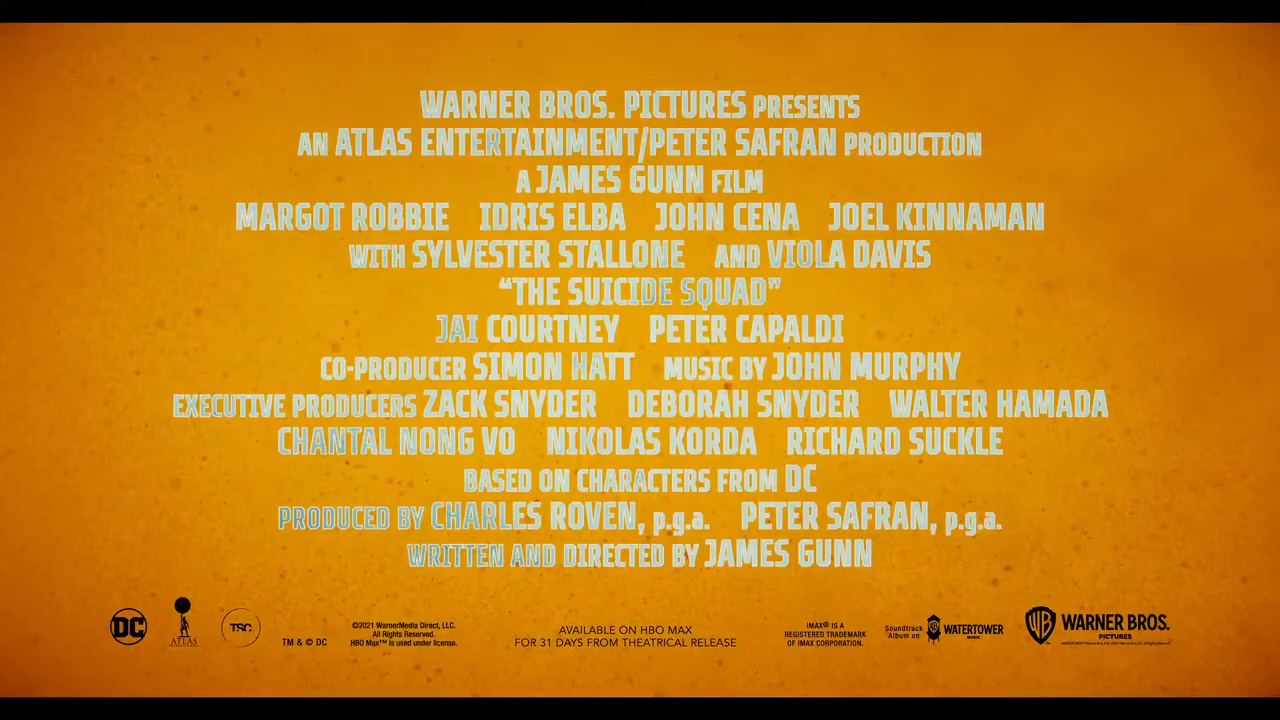 WARNER BROS. PICTURES PRESENTS
AN ATLAS ENTERTAINMENT/PETER SAFRAN PRODUCTION
A JAMES GUNN FILM
MARGOT ROBBIE IDRIS ELBA JOHN CENA JOEL KINNAMAN
WITH SYLVESTER STALLONE AND VIOLA DAVIS
“THE SUICIDE SQUAD”
JAI COURTNEY PETER CAPALDI
CO-PRODUCER SIMON HATT MUSIC BY JOHN MURPHY
EXECUTIVE PRODUCERS ZACK SNYDER DEBORAH SNYDER WALTER HAMADA
CHANTAL NONG VO NIKOLAS KORDA RICHARD SUCKLE
BASED ON CHARACTERS FROM DC
PRODUCED BY CHARLES ROVEN, p.g.a. PETER SAFRAN, p.g.a.
WRITTEN AND DIRECTED BY JAMES GUNN
DC
ATLAS
TSC
TM & © DC
©2021 WarnerMedia Direct, LLC.
All Rights Reserved.
HBO Max™ is used under license.
AVAILABLE ON HBO MAX
FOR 31 DAYS FROM THEATRICAL RELEASE
IMAX® IS A
REGISTERED TRADEMARK
OF IMAX CORPORATION.
Soundtrack
Album on
WATERTOWER
MUSIC
WB WARNER BROS.
PICTURES